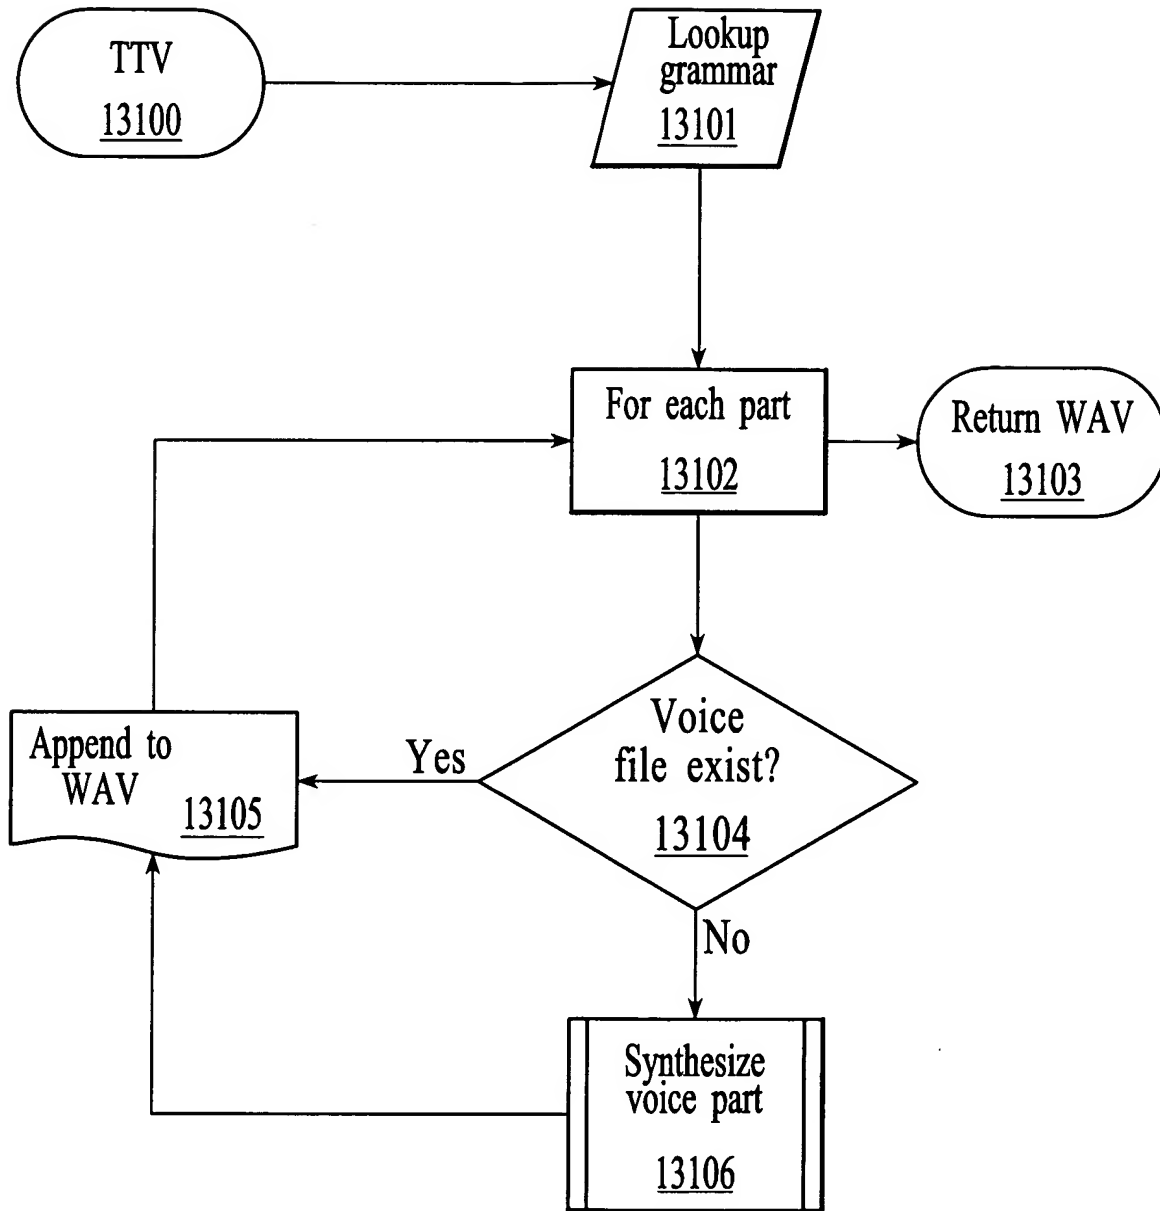 TTV
13100
Lookup
grammar
13101
For each part
13102
Return WAV
13103
Voice
file exist?
13104
Yes
Append to
WAV
13105
No
Synthesize
voice part
13106